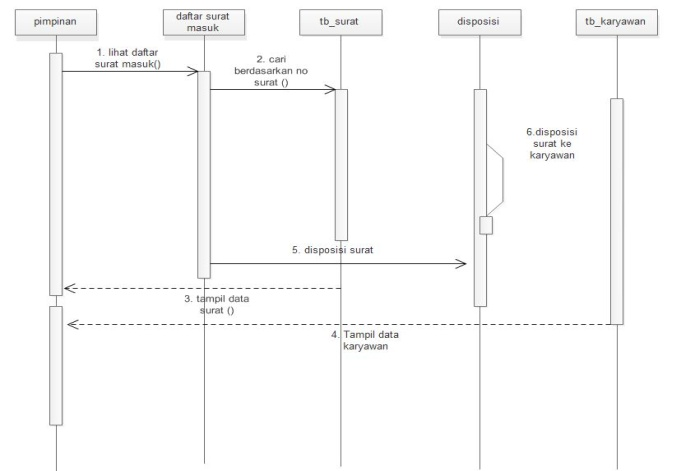 pimpinan
daftar surat
masuk
tb_surat
disposisi
tb_karyawan
1. lihat daftar
surat masuk()
2. cari
berdasarkan no
surat ()
6.disposisi
surat ke
karyawan
5. disposisi surat
3. tampil data
surat ()
4. Tampil data
karyawan